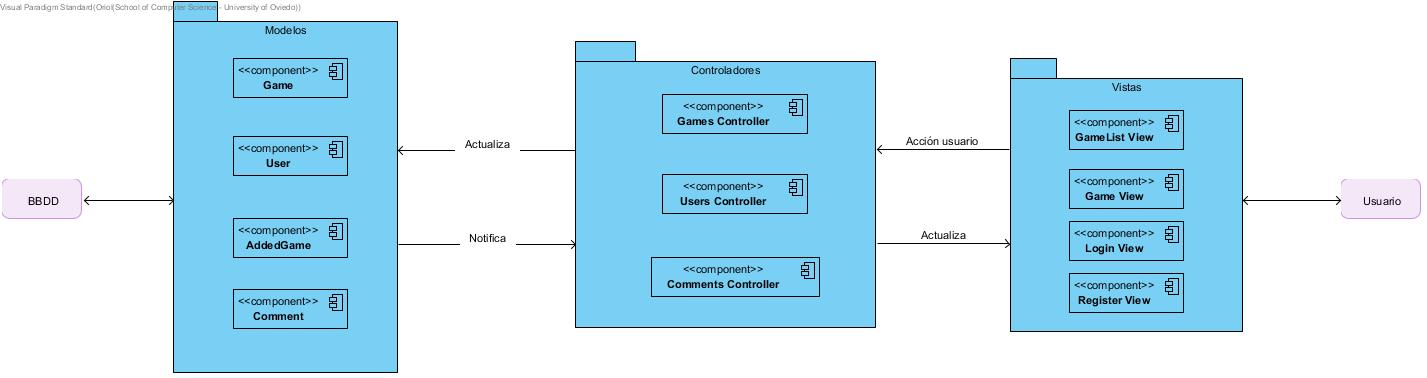 Visual Paradigm Standard(Oriol(School of Computer Science - University of Oviedo))
Modelos
<<component>>
Game
<<component>>
User
<<component>>
AddedGame
<<component>>
Comment
BBDD
Actualiza
Notifica
Controladores
<<component>>
Games Controller
<<component>>
Users Controller
<<component>>
Comments Controller
Acción usuario
Actualiza
Vistas
<<component>>
GameList View
<<component>>
Game View
<<component>>
Login View
<<component>>
Register View
Usuario